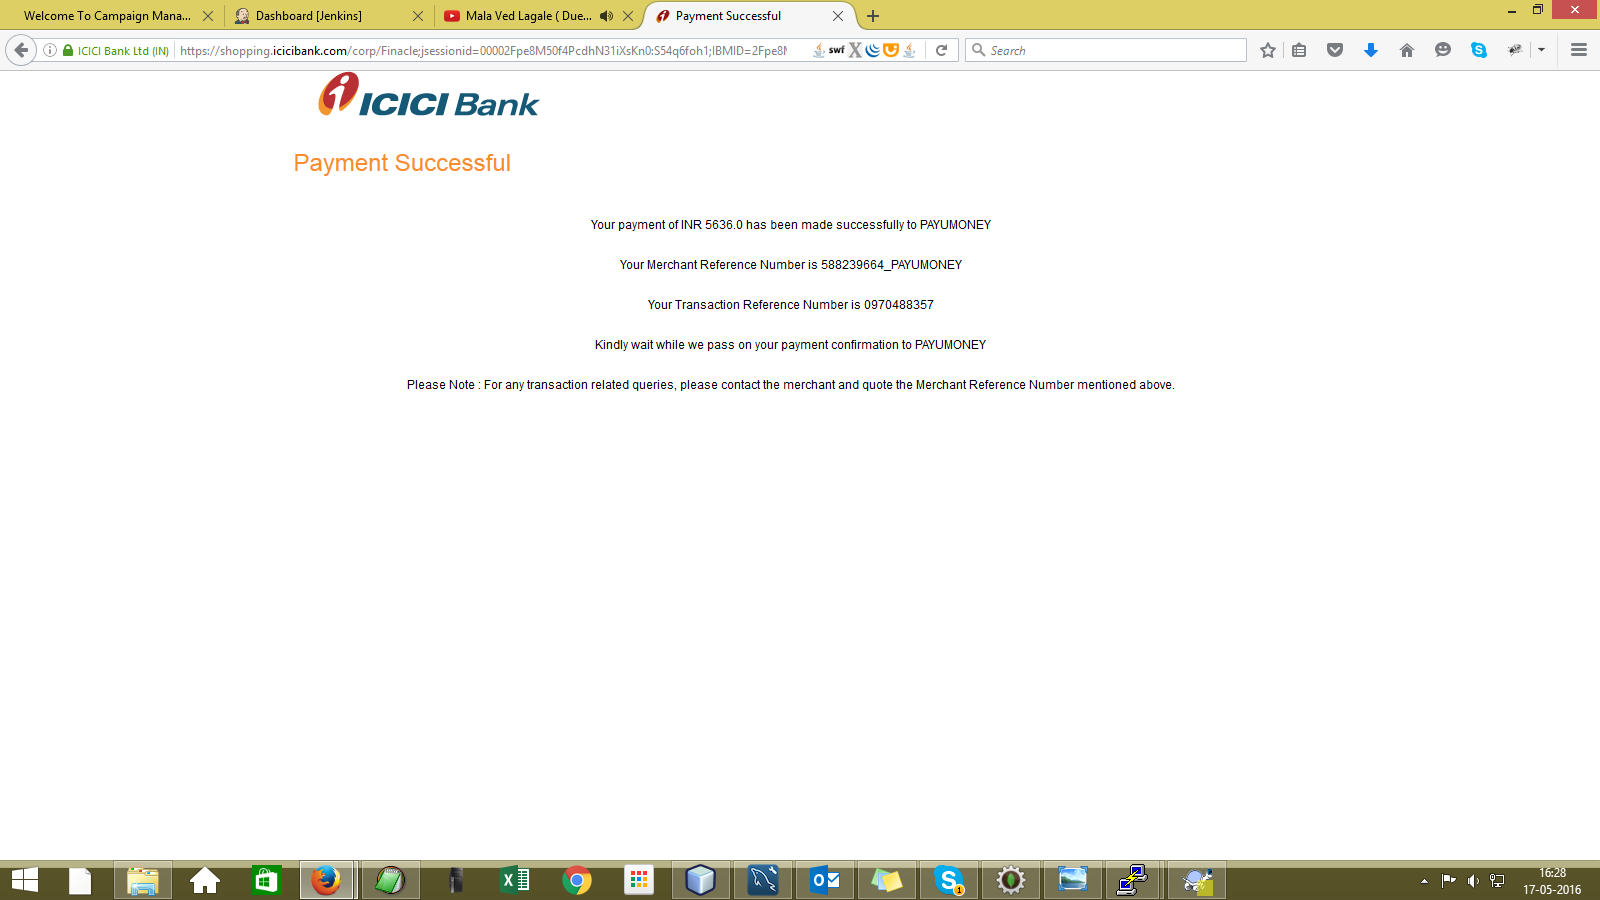 Welcome To Campaign Mana...
Dashboard [Jenkins]
Mala Ved Lagale ( Due...
Payment Successful
ICICI Bank Ltd (IN)
https://shopping.icicibank.com/corp/Finacle;jsessionid=00002Fpe8M50f4PcdhN31iXsKn0:S54q6foh1;IBMID=2Fpe8M
swf
Search
ICICI Bank
Payment Successful
Your payment of INR 5636.0 has been made successfully to PAYUMONEY
Your Merchant Reference Number is 588239664_PAYUMONEY
Your Transaction Reference Number is 0970488357
Kindly wait while we pass on your payment confirmation to PAYUMONEY
Please Note : For any transaction related queries, please contact the merchant and quote the Merchant Reference Number mentioned above.
1
16:28
17-05-2016